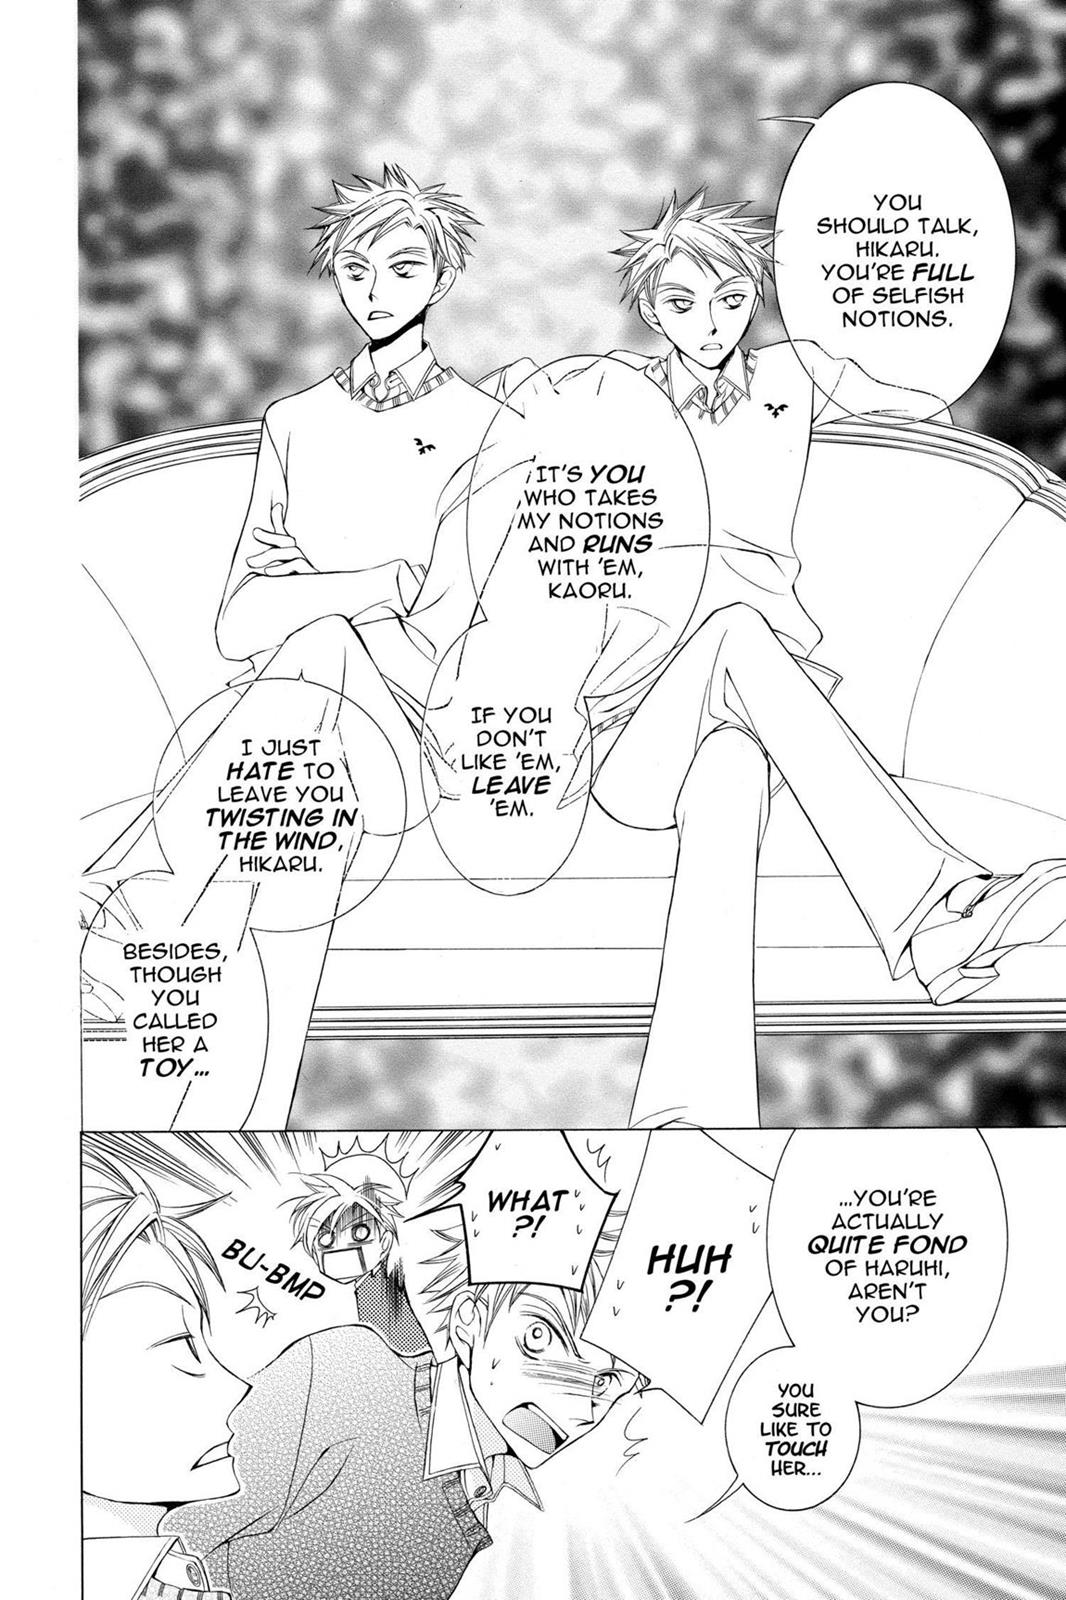 YOU
SHOULD TALK,
HIKARU.
YOU'RE FULL
OF SELFISH
NOTIONS.
IT'S YOU
WHO TAKES
MY NOTIONS
AND RUNS
WITH 'EM,
KAORU.
IF YOU
DON'T
LIKE 'EM,
LEAVE
'EM.
I JUST
HATE TO
LEAVE YOU
TWISTING IN
THE WIND,
HIKARU.
BESIDES,
THOUGH
YOU
CALLED
HER A
TOY...
...YOU'RE
ACTUALLY
QUITE FOND
OF HARUHI,
AREN'T
YOU?
YOU
SURE
LIKE TO
TOUCH
HER...
HUH
?!
WHAT
?!
BU-BMP